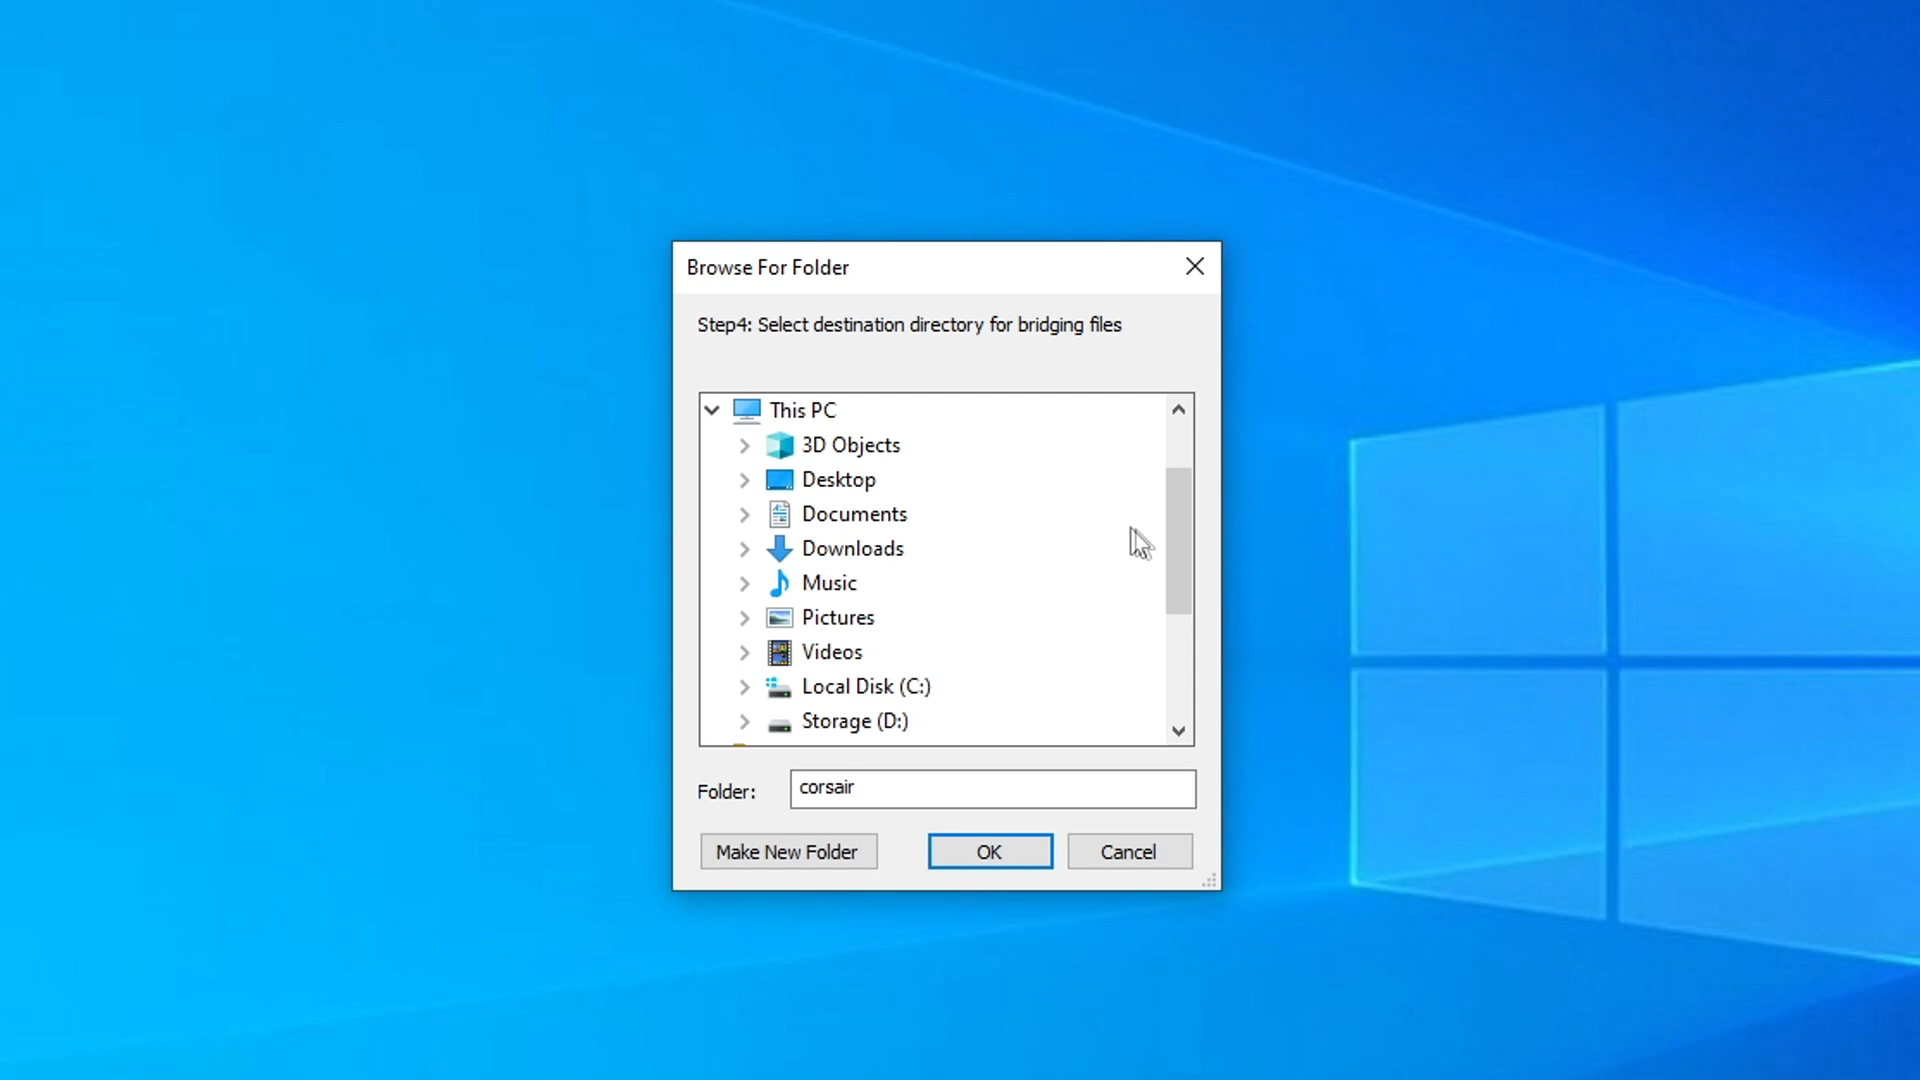 Browse For Folder
Step4: Select destination directory for bridging files
This PC
3D Objects
Desktop
Documents
Downloads
Music
Pictures
Videos
Local Disk (C:)
Storage (D:)
Folder: corsair
Make New Folder OK Cancel